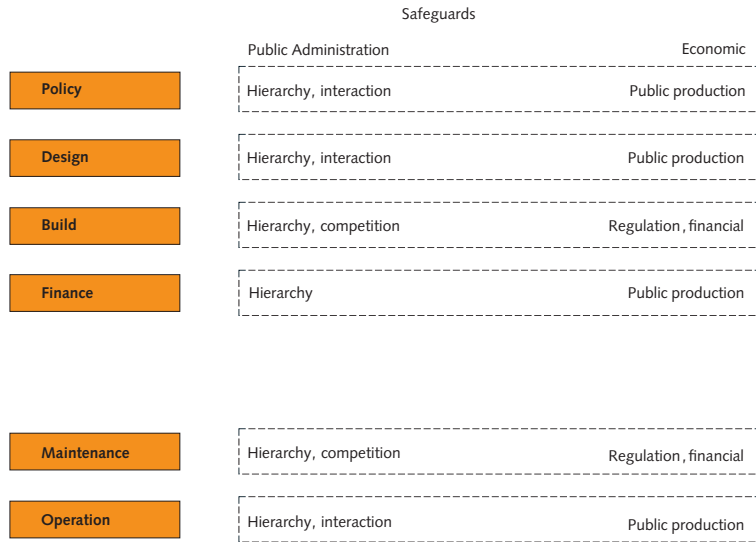 Safeguards
Public Administration Economic
Policy Hierarchy, interaction Public production
Design Hierarchy, interaction Public production
Build Hierarchy, competition Regulation, financial
Finance Hierarchy Public production
Maintenance Hierarchy, competition Regulation, financial
Operation Hierarchy, interaction Public production